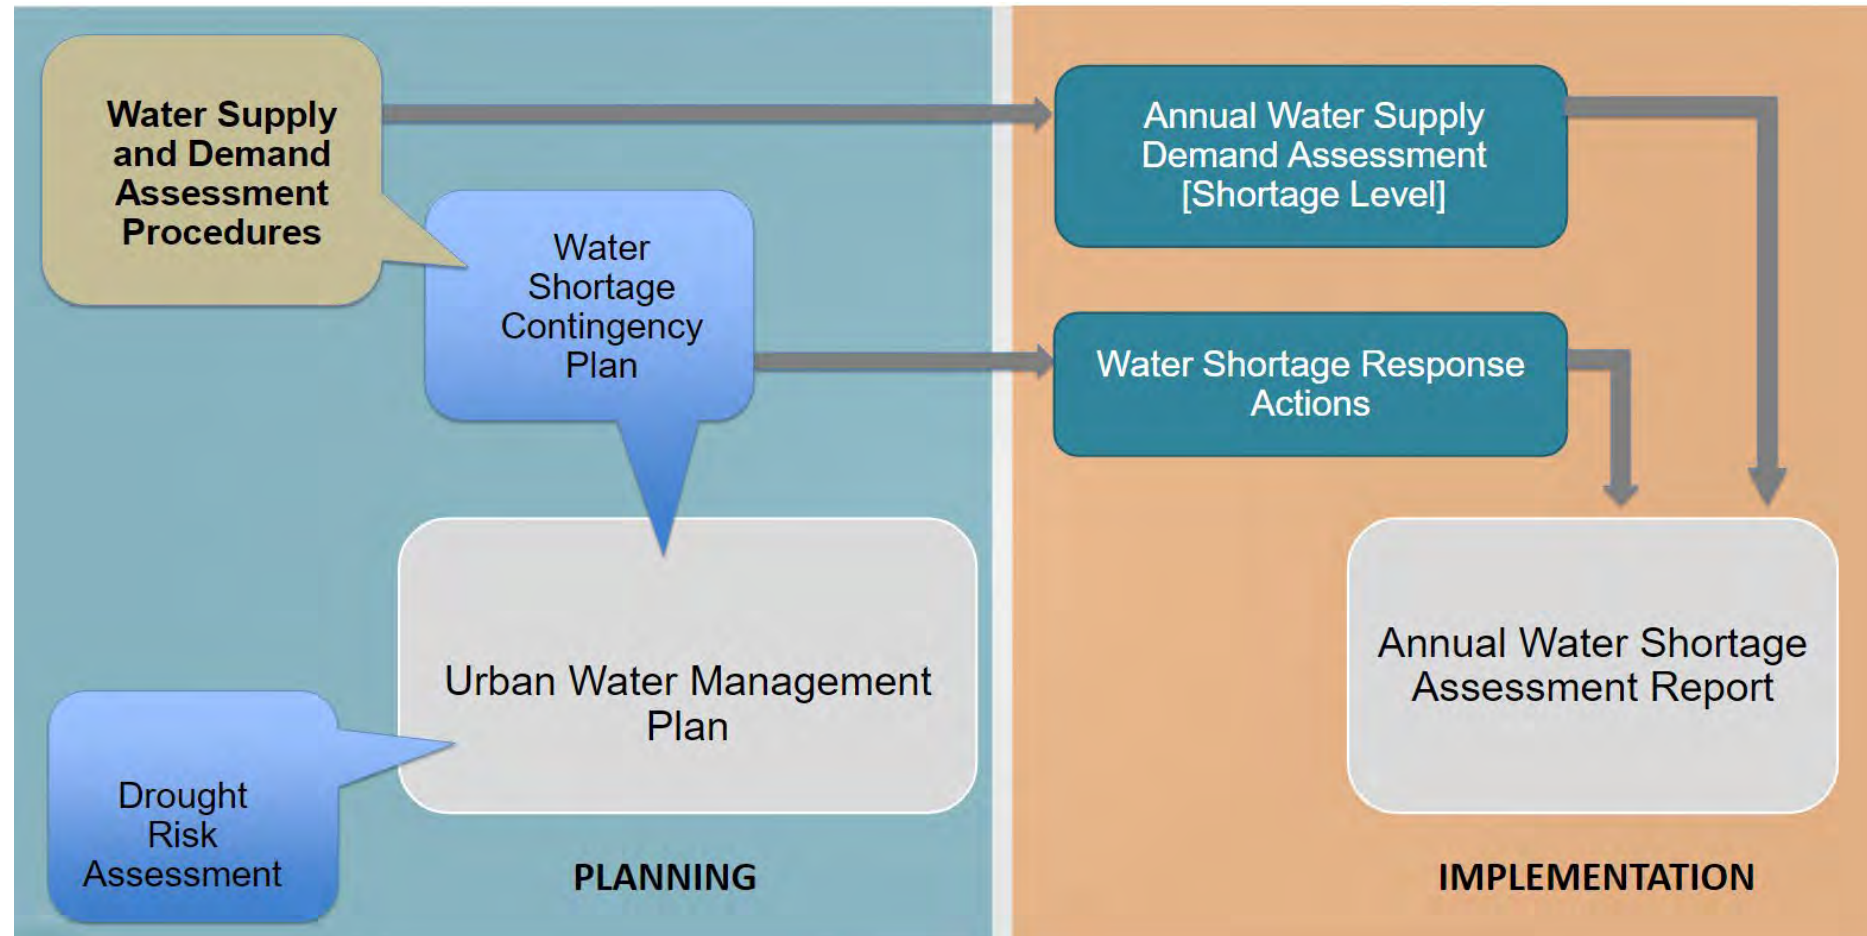 Water Supply
and Demand
Assessment
Procedures
Water
Shortage
Contingency
Plan
Urban Water Management
Plan
Drought
Risk
Assessment
PLANNING
Annual Water Supply
Demand Assessment
[Shortage Level]
Water Shortage Response
Actions
Annual Water Shortage
Assessment Report
IMPLEMENTATION